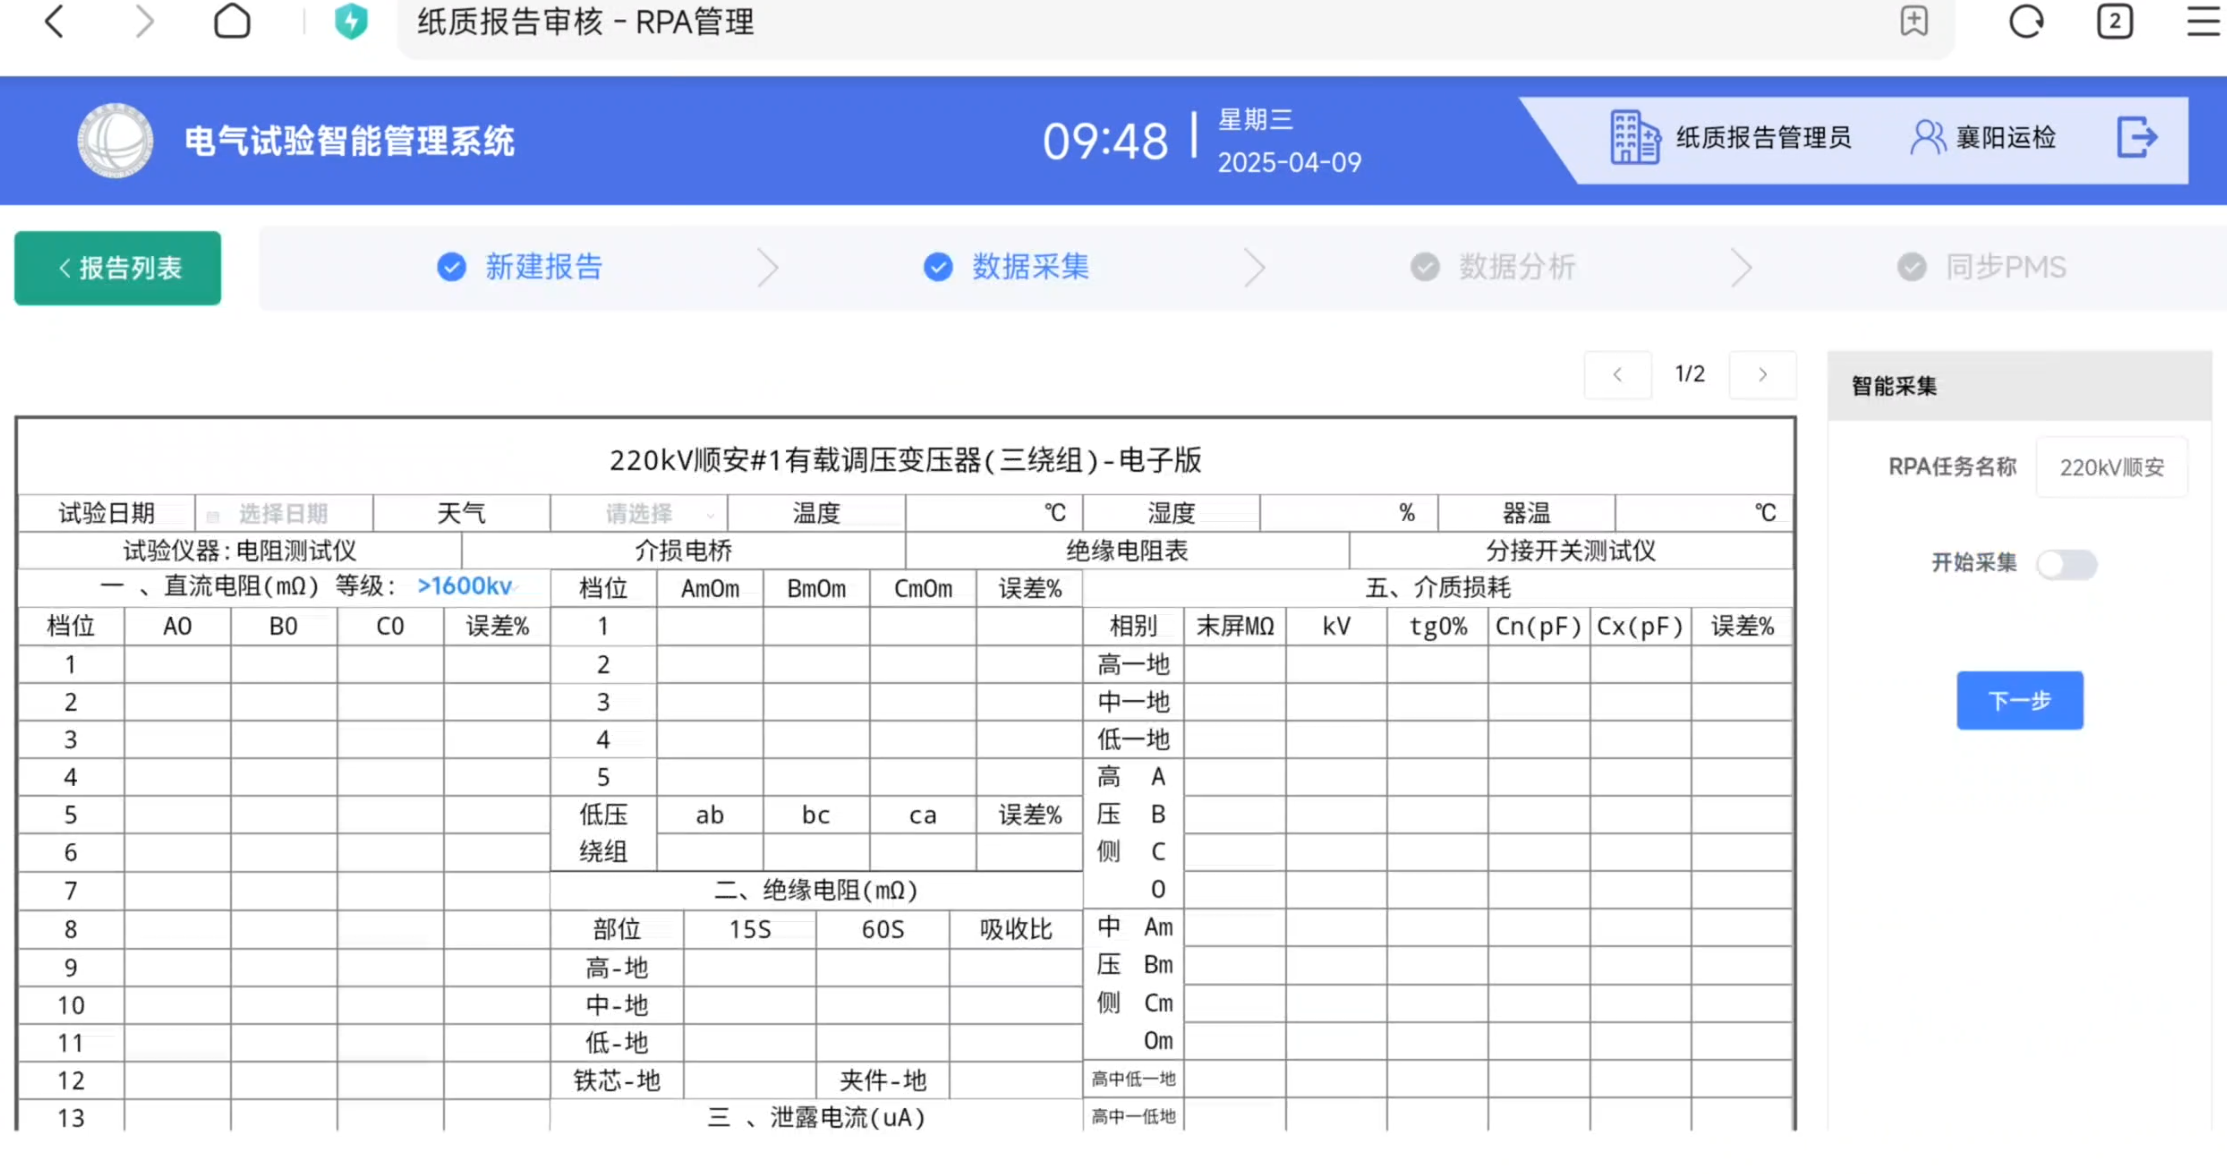 纸质报告审核 - RPA管理
2
电气试验智能管理系统
09:48
星期三
2025-04-09
纸质报告管理员
襄阳运检
报告列表
新建报告
数据采集
数据分析
同步PMS
1/2
智能采集
RPA任务名称 220kV顺安
开始采集
下一步
220kV顺安#1有载调压变压器(三绕组)-电子版
试验日期 选择日期 天气 请选择 温度 ℃ 湿度 % 器温 ℃
试验仪器:电阻测试仪 介损电桥 绝缘电阻表 分接开关测试仪
一 、直流电阻(mΩ) 等级: >1600kv 档位 AmOm BmOm CmOm 误差% 五、介质损耗
档位 AO BO CO 误差% 1 相别 末屏MΩ kV tg0% Cn(pF) Cx(pF) 误差%
1 2 高一地
2 3 中一地
3 4 低一地
4 5 高 A
5 低压 ab bc ca 误差% 压 B
6 绕组 侧 C
7 二、绝缘电阻(mΩ) O
8 部位 15S 60S 吸收比 中 Am
9 高-地 压 Bm
10 中-地 侧 Cm
11 低-地 Om
12 铁芯-地 夹件-地 高中低一地
13 三 、泄露电流(uA) 高中一低地